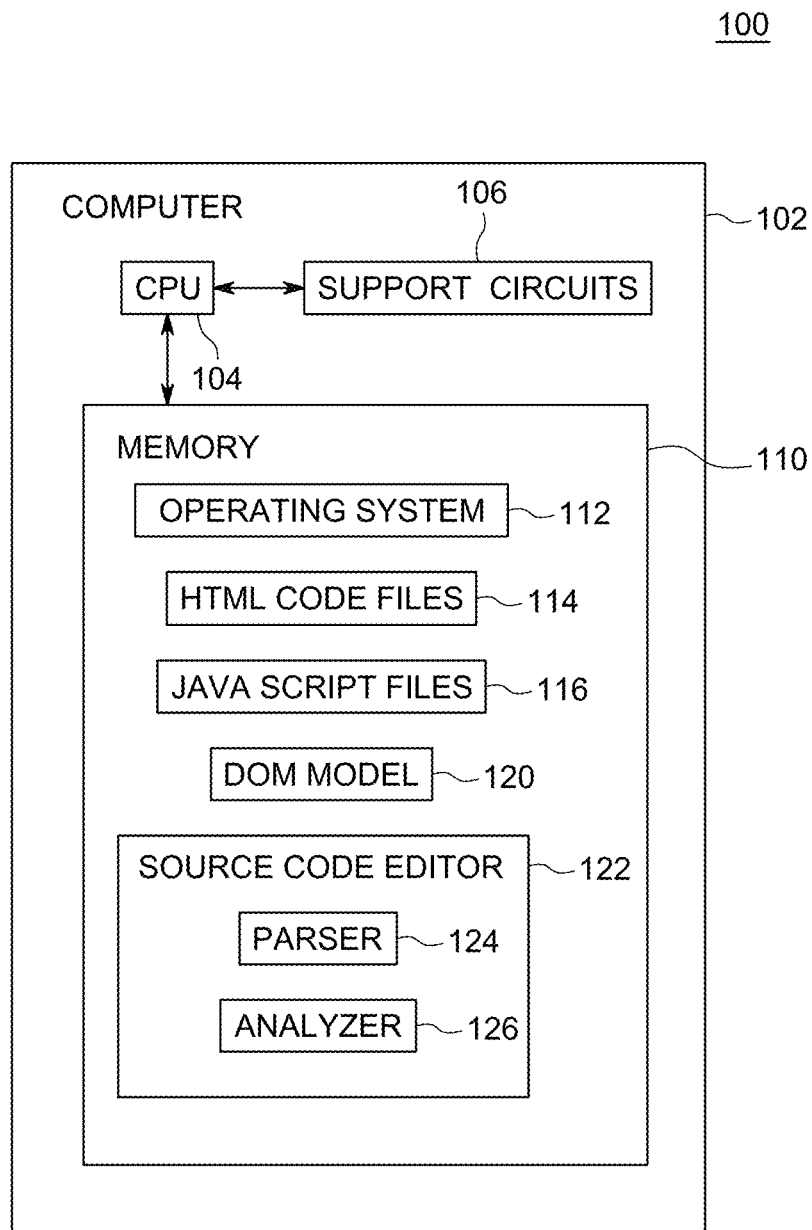 100
COMPUTER
106
102
CPU
SUPPORT CIRCUITS
104
MEMORY
110
OPERATING SYSTEM
112
HTML CODE FILES
114
JAVA SCRIPT FILES
116
DOM MODEL
120
SOURCE CODE EDITOR
122
PARSER
124
ANALYZER
126